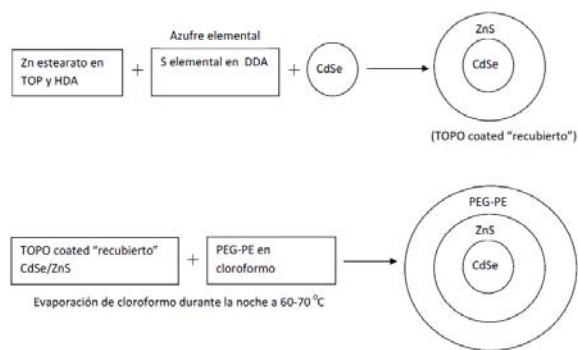 Azufre elemental
Zn estearato en
TOP y HDA
+
S elemental en DDA
+
CdSe
ZnS
CdSe
(TOPO coated "recubierto")
TOPO coated "recubierto"
CdSe/ZnS
+
PEG-PE en
cloroformo
PEG-PE
ZnS
CdSe
Evaporación de cloroformo durante la noche a 60-70 ⁰C